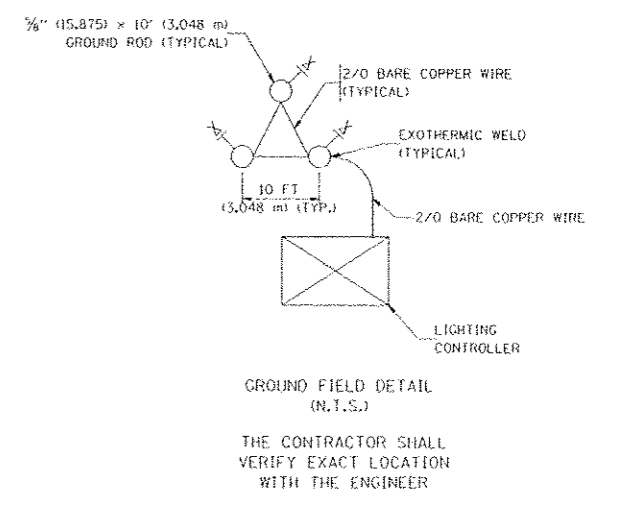 5/8" (15.875) × 10' (3.048 m)
GROUND ROD (TYPICAL)
2/0 BARE COPPER WIRE
(TYPICAL)
EXOTHERMIC WELD
(TYPICAL)
10 FT
(3.048 m) (TYP.)
2/0 BARE COPPER WIRE
LIGHTING
CONTROLLER
GROUND FIELD DETAIL
(N.T.S.)
THE CONTRACTOR SHALL
VERIFY EXACT LOCATION
WITH THE ENGINEER